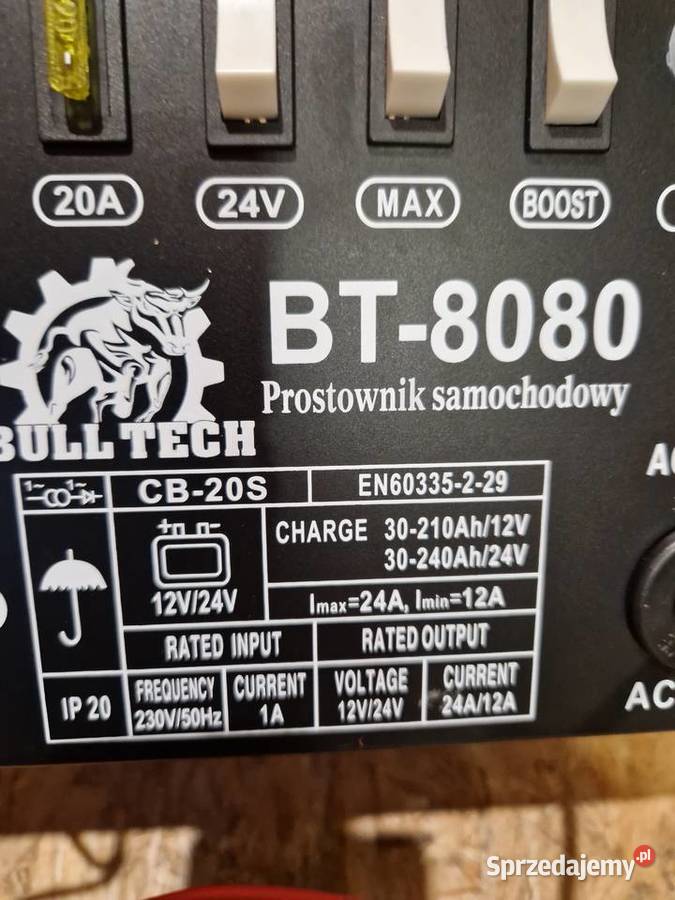 20A 24V MAX BOOST
BT-8080
Prostownik samochodowy
BULL TECH
1~ 1~
CB-20S EN60335-2-29
CHARGE 30-210Ah/12V
30-240Ah/24V
12V/24V
Imax=24A, Imin=12A
RATED INPUT RATED OUTPUT
IP 20
FREQUENCY
230V/50Hz
CURRENT
1A
VOLTAGE
12V/24V
CURRENT
24A/12A
AC
AC
Sprzedajemy.pl